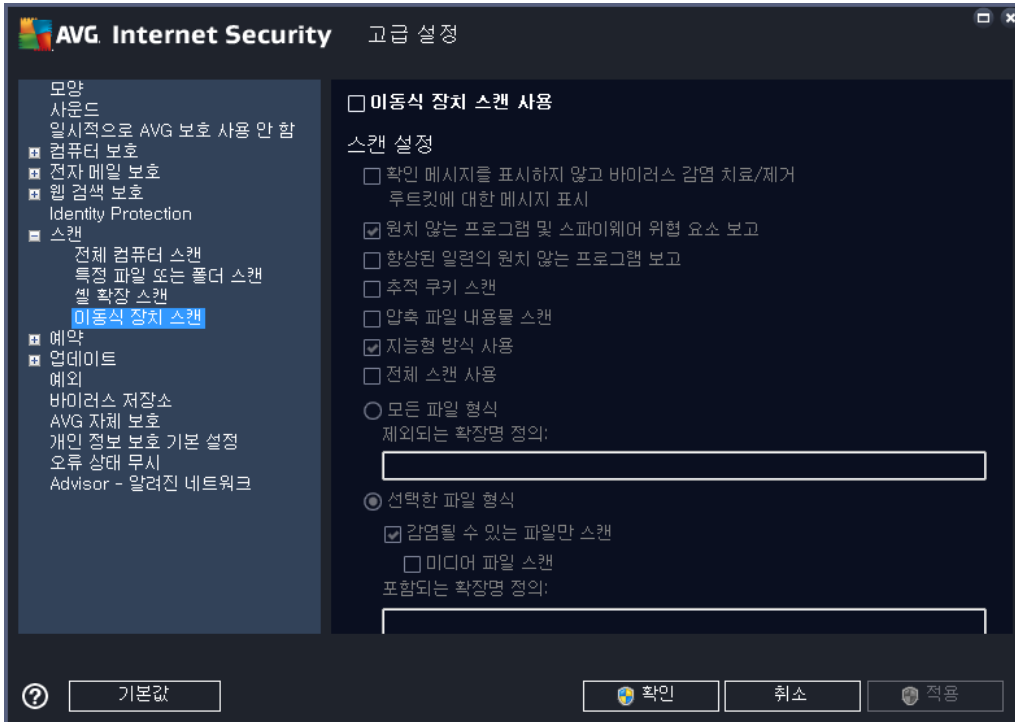 AVG Internet Security 고급 설정
모양
사운드
일시적으로 AVG 보호 사용 안 함
컴퓨터 보호
전자 메일 보호
웹 검색 보호
Identity Protection
스캔
전체 컴퓨터 스캔
특정 파일 또는 폴더 스캔
셸 확장 스캔
이동식 장치 스캔
예약
업데이트
예외
바이러스 저장소
AVG 자체 보호
개인 정보 보호 기본 설정
오류 상태 무시
Advisor - 알려진 네트워크
이동식 장치 스캔 사용
스캔 설정
확인 메시지를 표시하지 않고 바이러스 감염 치료/제거
루트킷에 대한 메시지 표시
원치 않는 프로그램 및 스파이웨어 위협 요소 보고
향상된 일련의 원치 않는 프로그램 보고
추적 쿠키 스캔
압축 파일 내용물 스캔
지능형 방식 사용
전체 스캔 사용
모든 파일 형식
제외되는 확장명 정의:
선택한 파일 형식
감염될 수 있는 파일만 스캔
미디어 파일 스캔
포함되는 확장명 정의:
?
기본값
확인
취소
적용